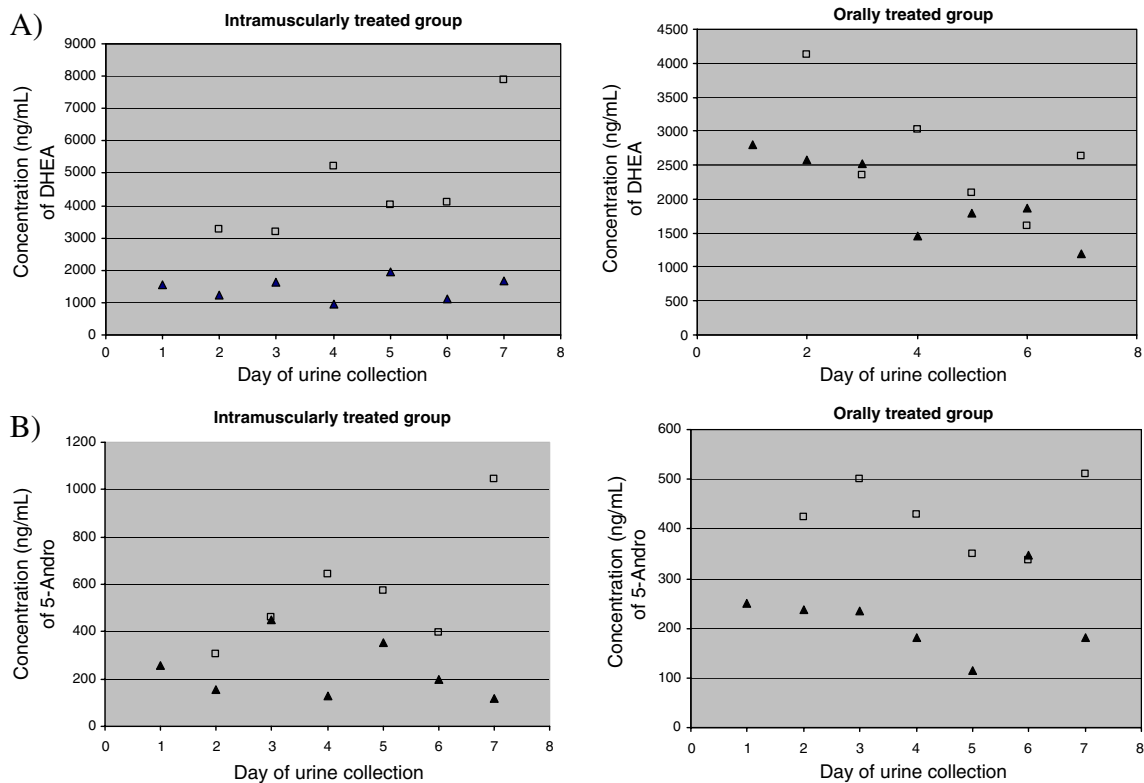 A)
Intramuscularly treated group
Concentration (ng/mL)
of DHEA
9000
8000
7000
6000
5000
4000
3000
2000
1000
0
0 1 2 3 4 5 6 7 8
Day of urine collection
Orally treated group
Concentration (ng/mL)
of DHEA
4500
4000
3500
3000
2500
2000
1500
1000
500
0
0 2 4 6 8
Day of urine collection
B)
Intramuscularly treated group
Concentration (ng/mL)
of 5-Andro
1200
1000
800
600
400
200
0
0 1 2 3 4 5 6 7 8
Day of urine collection
Orally treated group
Concentration (ng/mL)
of 5-Andro
600
500
400
300
200
100
0
0 1 2 3 4 5 6 7 8
Day of urine collection